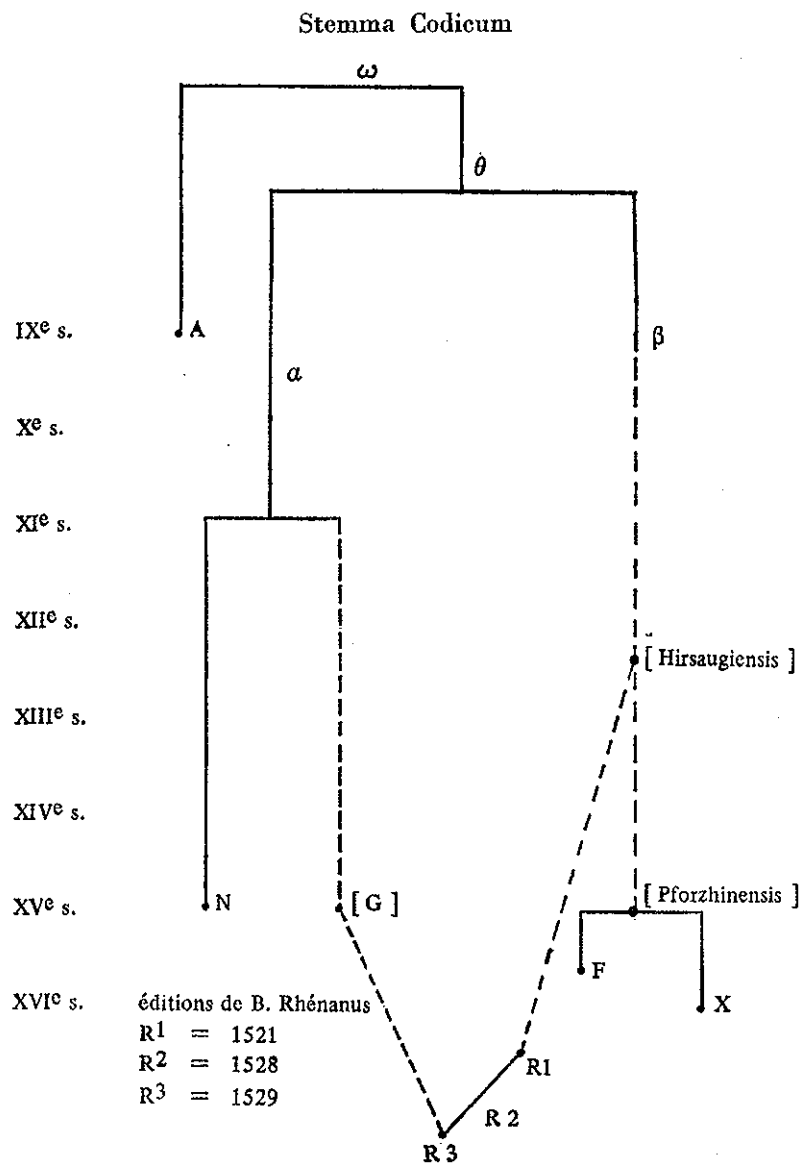 Stemma Codicum
ω
θ
IXe s.
A
β
α
Xe s.
XIe s.
XIIe s.
[ Hirsaugiensis ]
XIIIe s.
XIVe s.
XVe s.
N
[ G ]
[ Pforzhinensis ]
F
XVIe s.
éditions de B. Rhénanus
X
R1 = 1521
R2 = 1528
R3 = 1529
R1
R 2
R 3